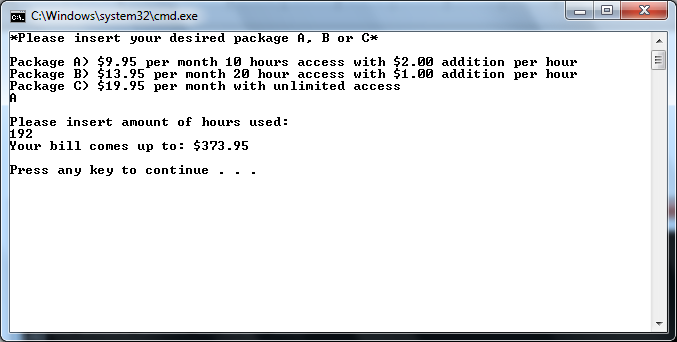 C:\Windows\system32\cmd.exe
*Please insert your desired package A, B or C*
Package A) $9.95 per month 10 hours access with $2.00 addition per hour
Package B) $13.95 per month 20 hour access with $1.00 addition per hour
Package C) $19.95 per month with unlimited access
A
Please insert amount of hours used:
192
Your bill comes up to: $373.95
Press any key to continue . . .